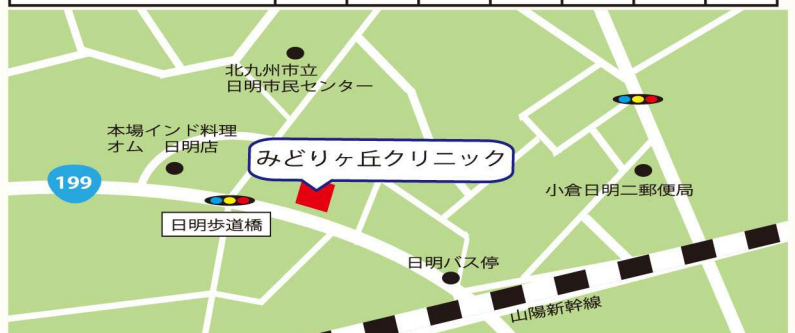 北九州市立
日明市民センター
本場インド料理
オム　日明店
みどりヶ丘クリニック
199
小倉日明二郵便局
日明歩道橋
日明バス停
山陽新幹線